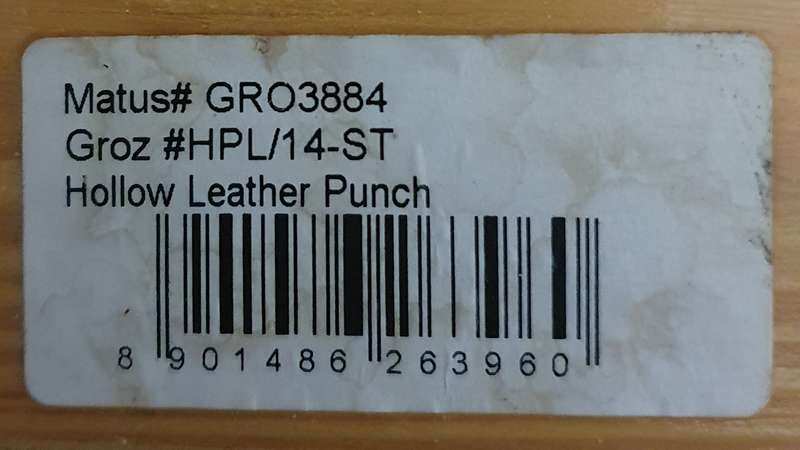 Matus# GRO3884
Groz #HPL/14-ST
Hollow Leather Punch
8 901486 263960